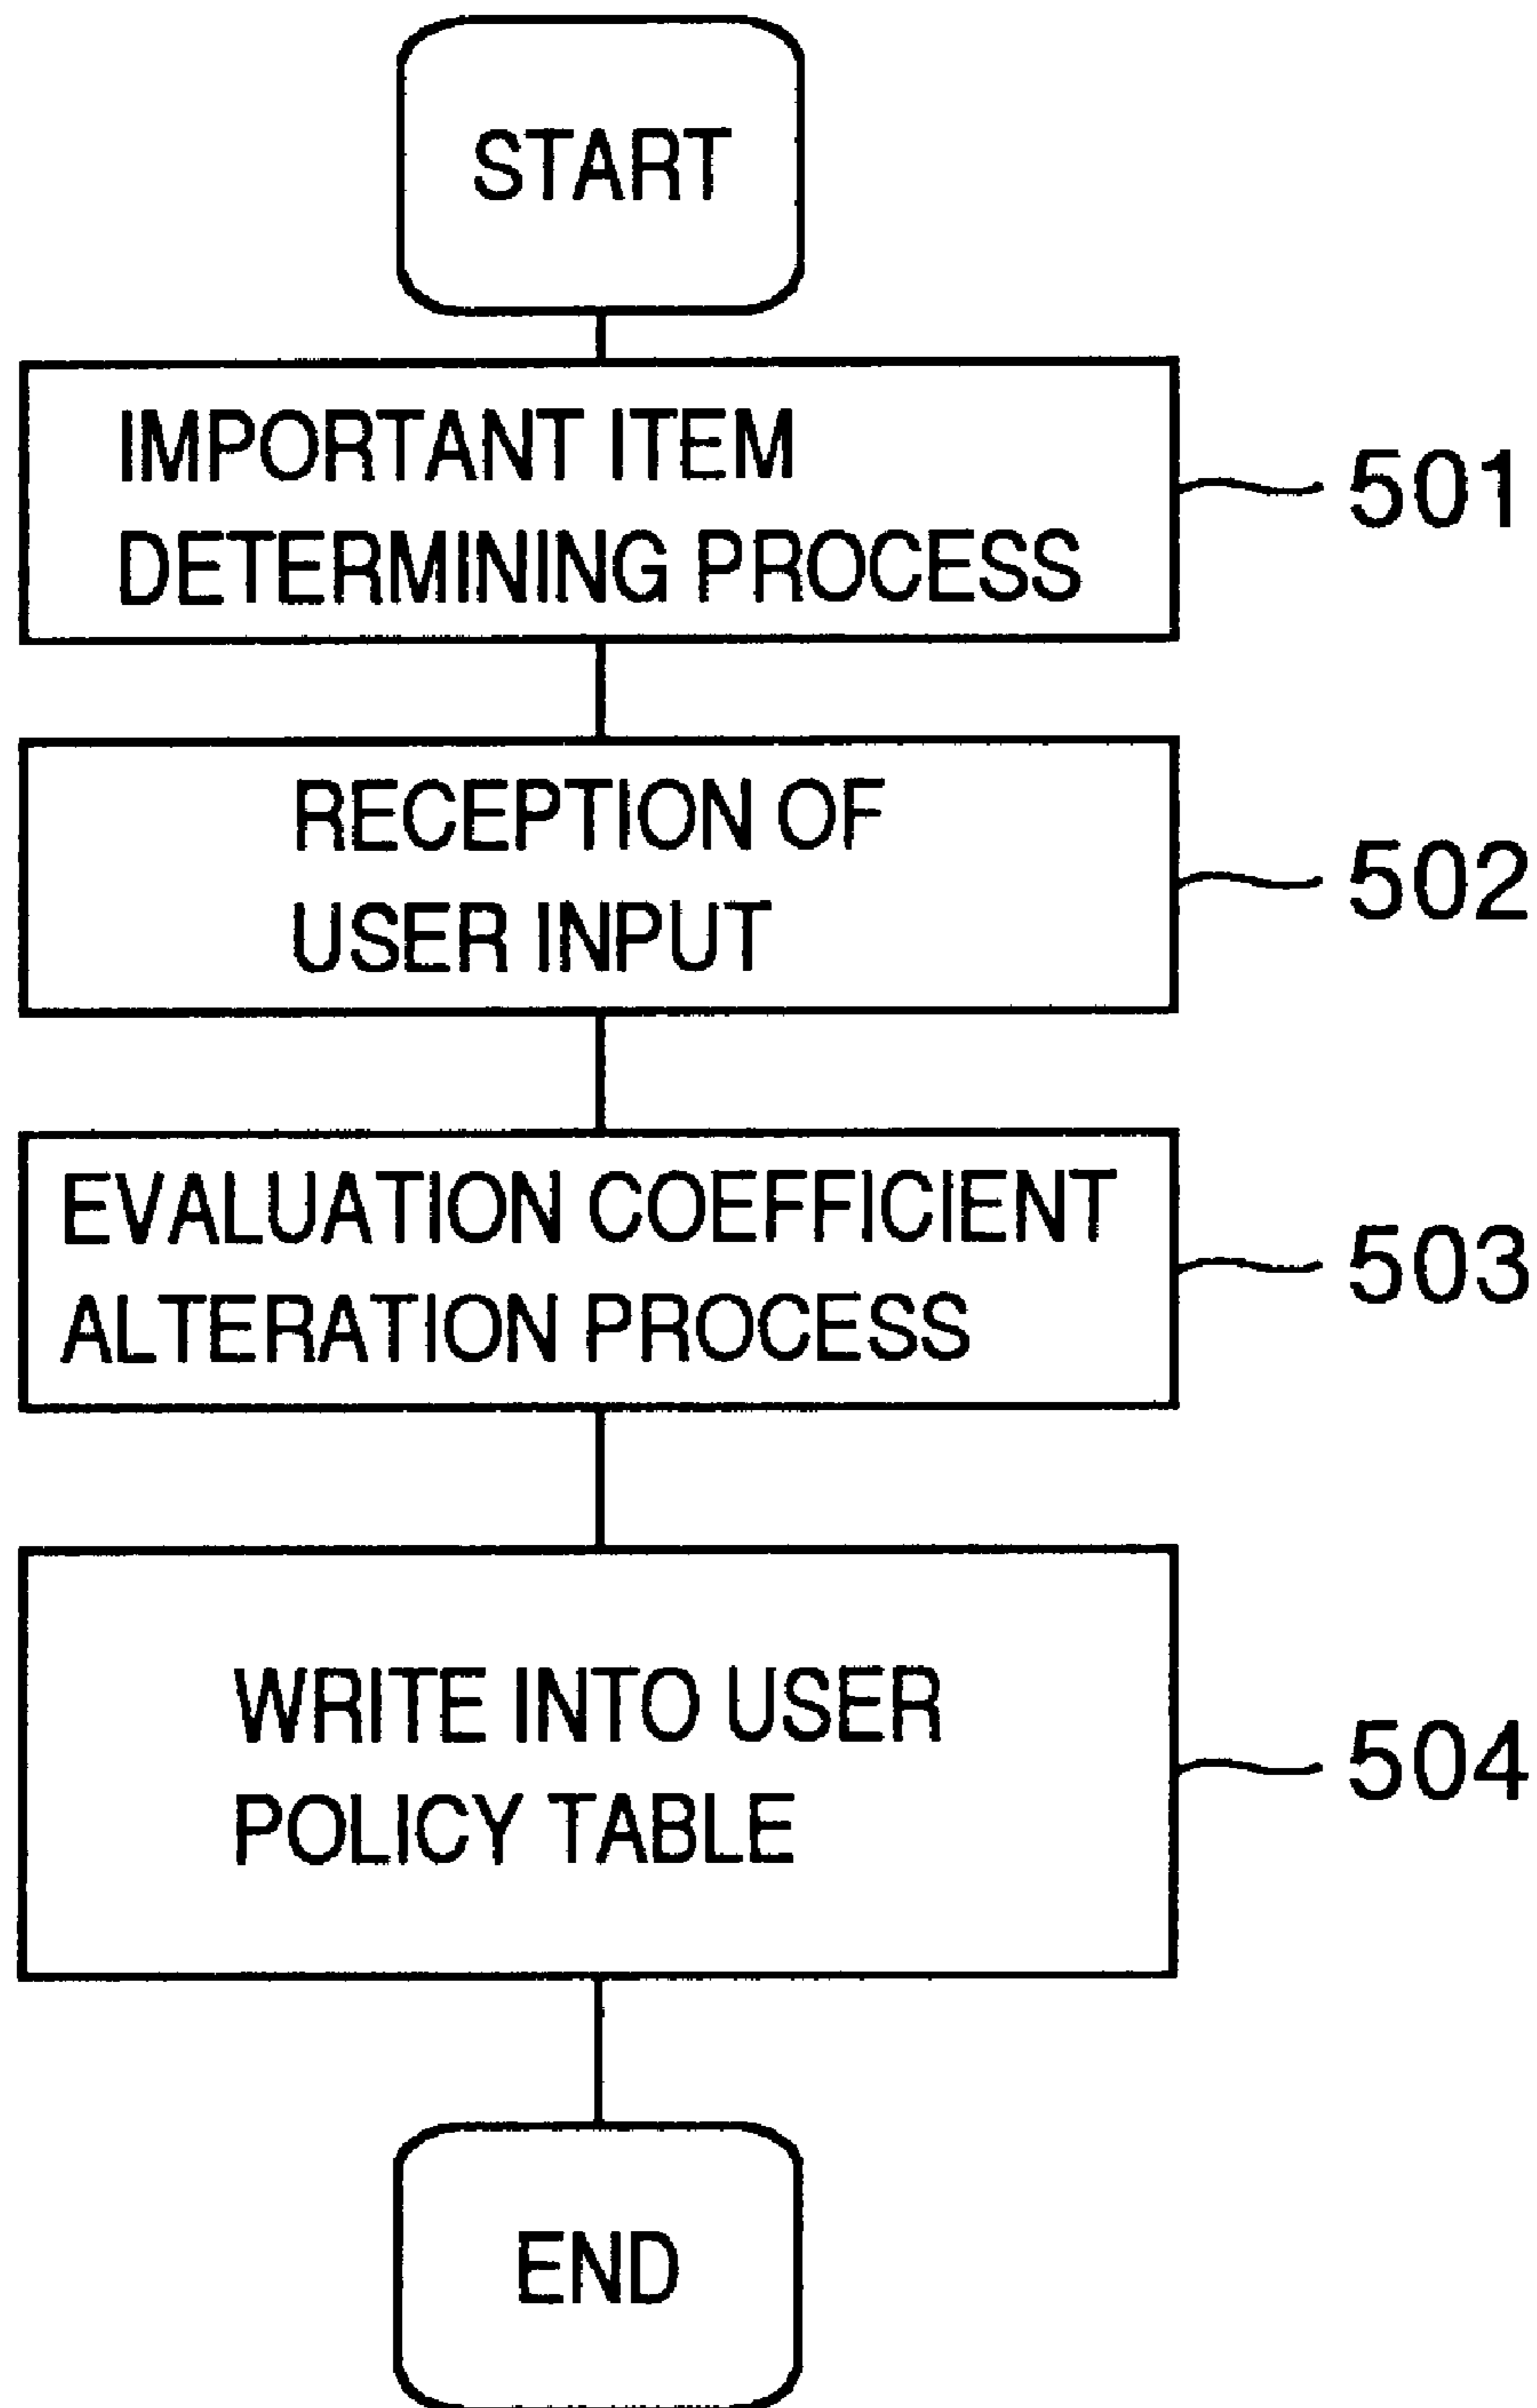 START
IMPORTANT ITEM
DETERMINING PROCESS
501
RECEPTION OF
USER INPUT
502
EVALUATION COEFFICIENT
ALTERATION PROCESS
503
WRITE INTO USER
POLICY TABLE
504
END